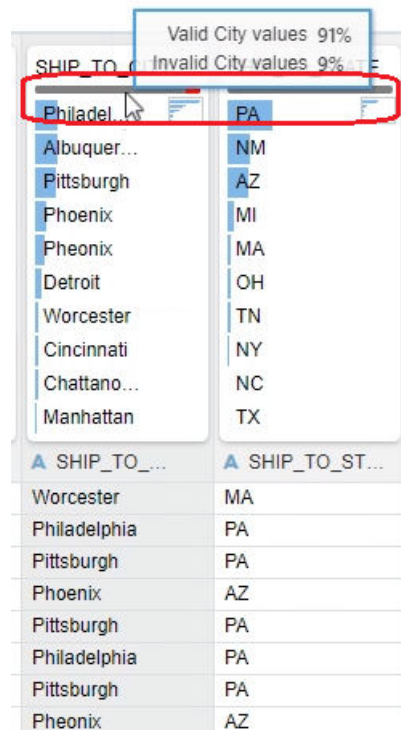 Valid City values 91%
Invalid City values 9%
SHIP_TO_
Philadel... PA
Albuquer... NM
Pittsburgh AZ
Phoenix MI
Pheonix MA
Detroit OH
Worcester TN
Cincinnati NY
Chattano... NC
Manhattan TX
A SHIP_TO_... A SHIP_TO_ST...
Worcester MA
Philadelphia PA
Pittsburgh PA
Phoenix AZ
Pittsburgh PA
Philadelphia PA
Pittsburgh PA
Pheonix AZ